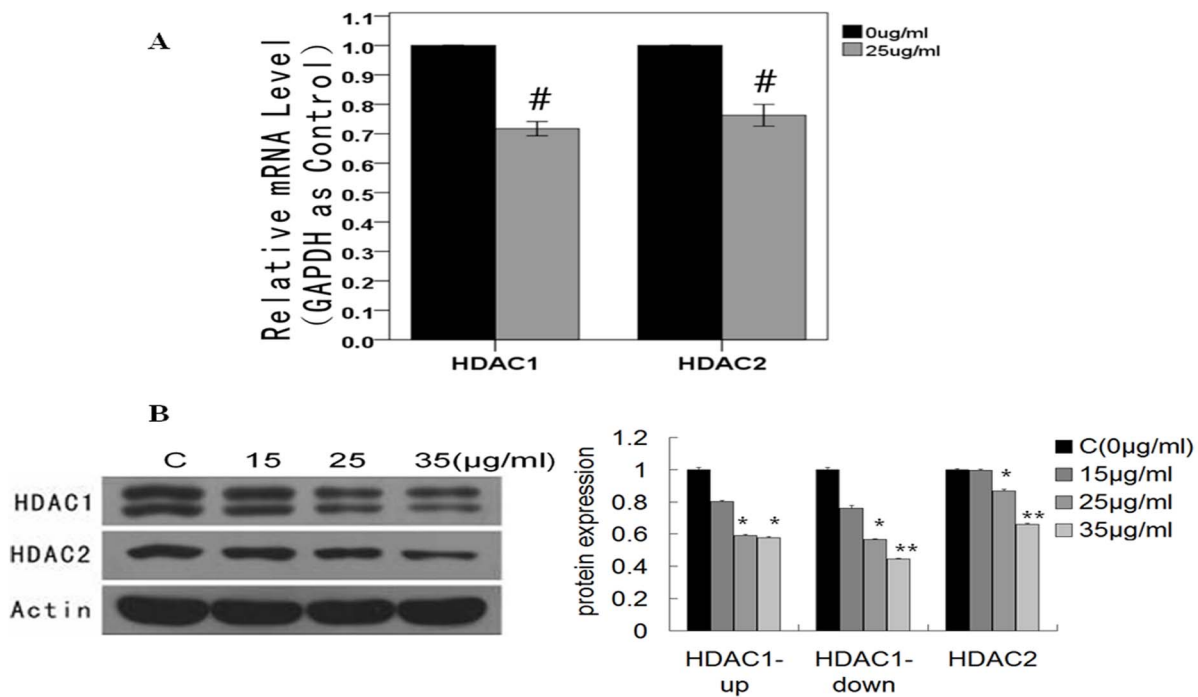 A
Relative mRNA Level
(GAPDH as Control)
1.1
1.0
0.9
0.8
0.7
0.6
0.5
0.4
0.3
0.2
0.1
0.0
#
#
HDAC1
HDAC2
0ug/ml
25ug/ml
B
C 15 25 35(μg/ml)
HDAC1
HDAC2
Actin
protein expression
1.2
1
0.8
0.6
0.4
0.2
0
* *
* **
* **
HDAC1-
up
HDAC1-
down
HDAC2
C(0μg/ml)
15μg/ml
25μg/ml
35μg/ml